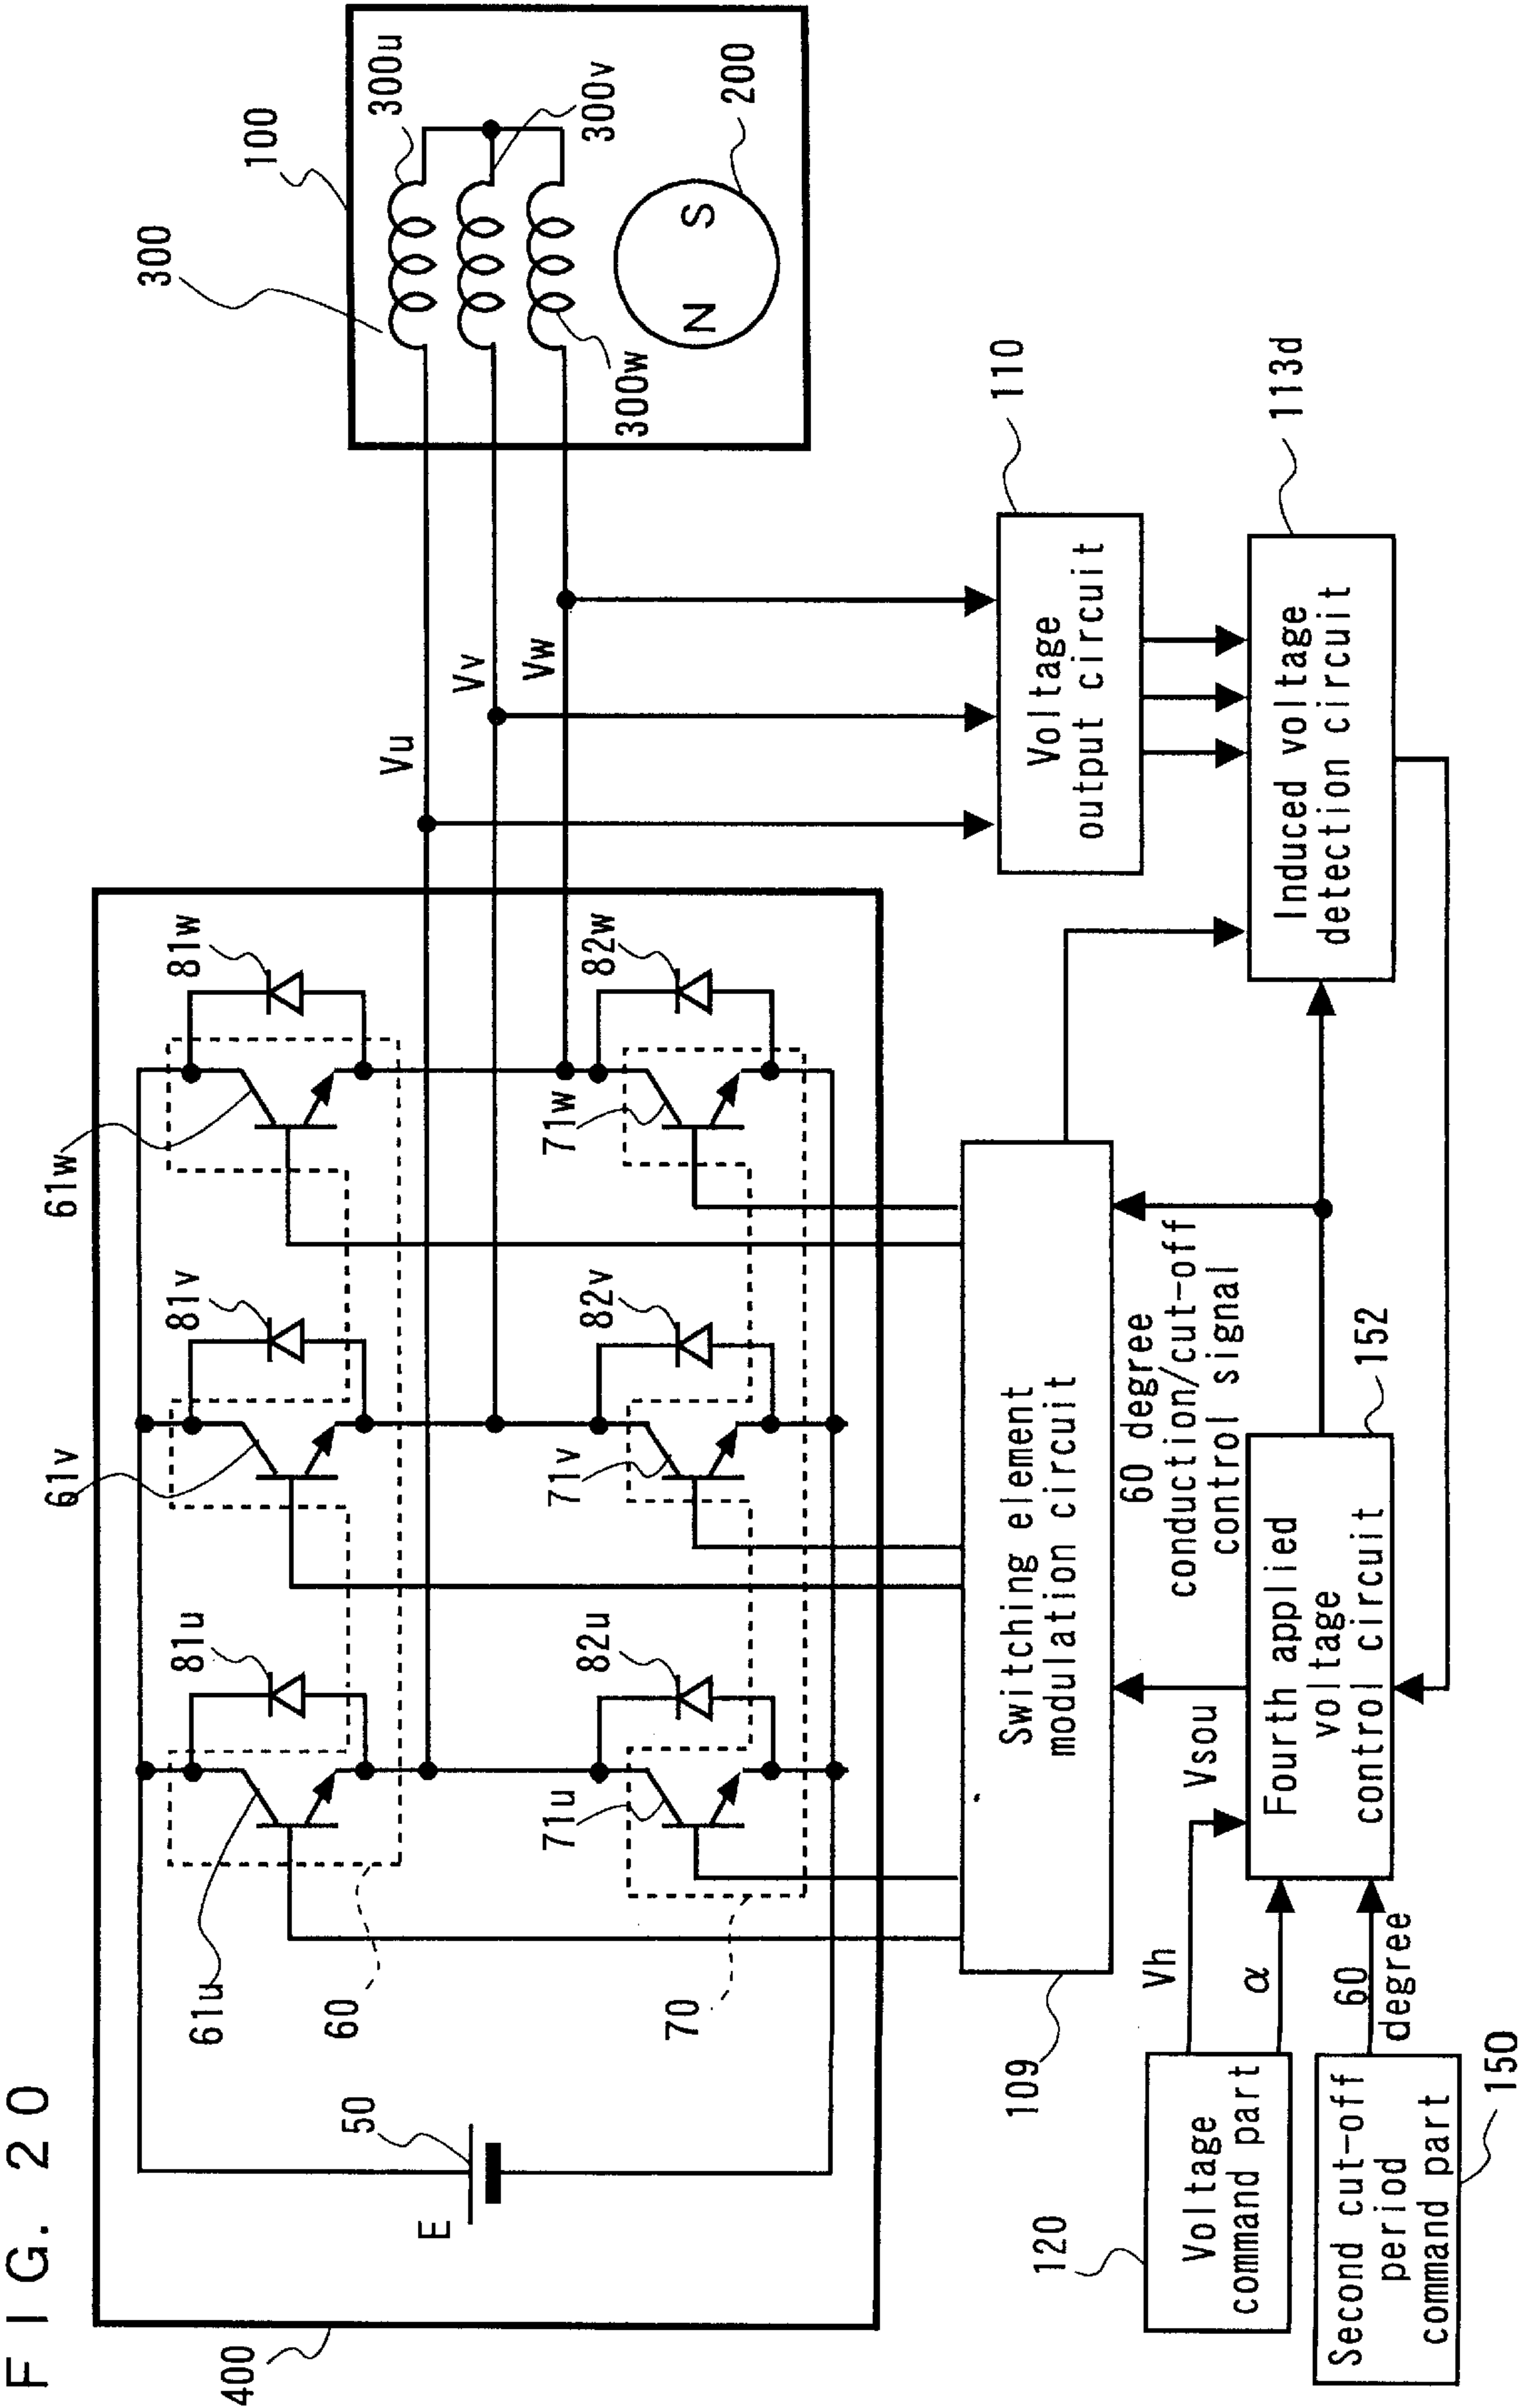 FIG. 20
400
E
50
61u
60
70
71u
81u
82u
61v
71v
81v
82v
61w
71w
81w
82w
Vu
Vv
Vw
300
100
300u
300v
300w
N S
200
109
Switching element
modulation circuit
60 degree
conduction/cut-off
control signal
Voltage
output circuit
110
Induced voltage
detection circuit
113d
120
Voltage
command part
Vh
α
Vsou
60
degree
Fourth applied
voltage
control circuit
152
Second cut-off
period
command part
150